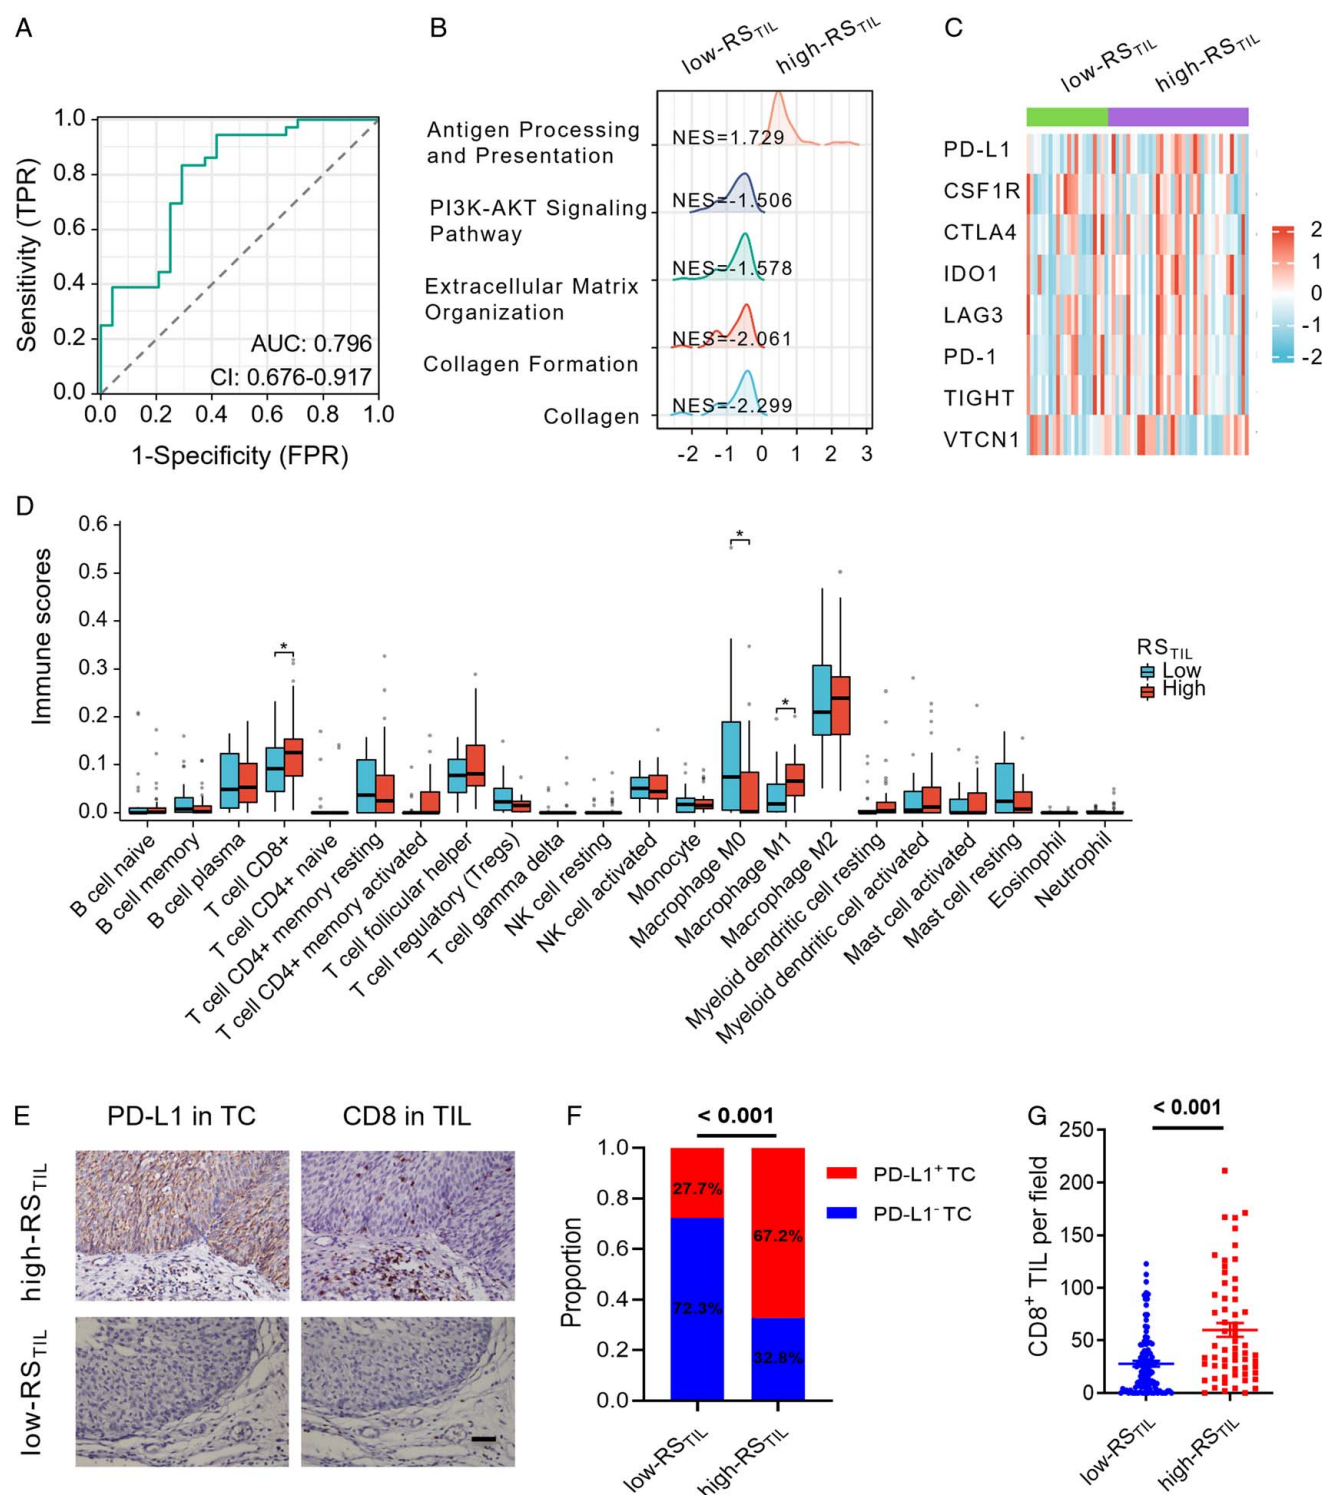 A
1.0
0.8
0.6
0.4
0.2
0.0
Sensitivity (TPR)
AUC: 0.796
CI: 0.676-0.917
0.0 0.2 0.4 0.6 0.8 1.0
1-Specificity (FPR)
B
low-RSTIL
high-RSTIL
Antigen Processing
and Presentation
NES=1.729
PI3K-AKT Signaling
Pathway
NES=-1.506
Extracellular Matrix
Organization
NES=-1.578
Collagen Formation
NES=-2.061
Collagen
NES=-2.299
-2 -1 0 1 2 3
C
low-RSTIL
high-RSTIL
PD-L1
CSF1R
CTLA4
IDO1
LAG3
PD-1
TIGHT
VTCN1
2
1
0
-1
-2
D
Immune scores
0.6
0.5
0.4
0.3
0.2
0.1
0.0
*
*
*
RSTIL
Low
High
B cell naive
B cell memory
B cell plasma
T cell CD8+
T cell CD4+ naive
T cell CD4+ memory resting
T cell CD4+ memory activated
T cell follicular helper
T cell regulatory (Tregs)
T cell gamma delta
NK cell resting
NK cell activated
Monocyte
Macrophage M0
Macrophage M1
Macrophage M2
Myeloid dendritic cell resting
Myeloid dendritic cell activated
Mast cell activated
Mast cell resting
Eosinophil
Neutrophil
E
PD-L1 in TC
CD8 in TIL
high-RSTIL
low-RSTIL
F
< 0.001
Proportion
1.0
0.8
0.6
0.4
0.2
0.0
27.7%
72.3%
67.2%
32.8%
PD-L1+ TC
PD-L1- TC
low-RSTIL
high-RSTIL
G
< 0.001
CD8+ TIL per field
250
200
150
100
50
0
low-RSTIL
high-RSTIL